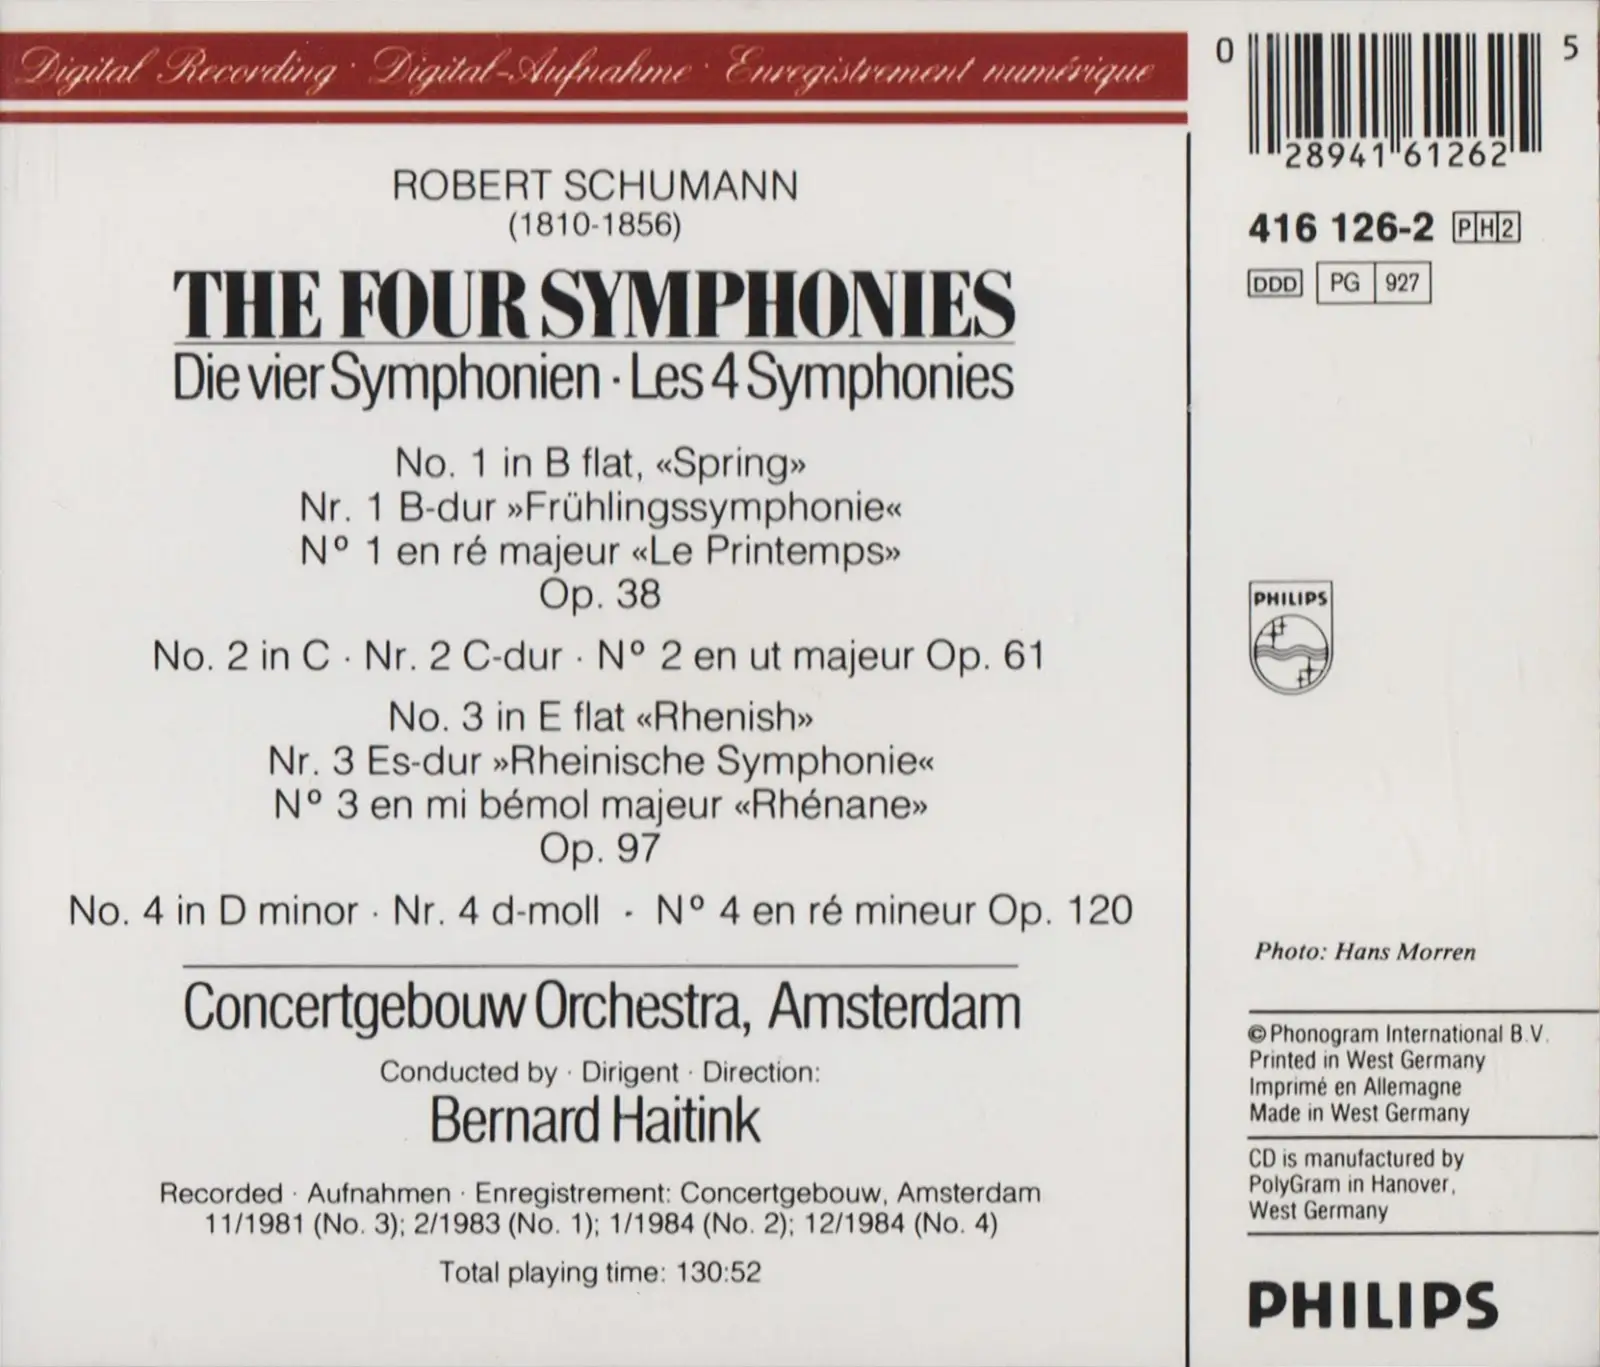 Digital Recording · Digital-Aufnahme · Enregistrement numérique
ROBERT SCHUMANN
(1810-1856)
THE FOUR SYMPHONIES
Die vier Symphonien · Les 4 Symphonies
No. 1 in B flat, «Spring»
Nr. 1 B-dur »Frühlingssymphonie«
Nº 1 en ré majeur «Le Printemps»
Op. 38
No. 2 in C · Nr. 2 C-dur · Nº 2 en ut majeur Op. 61
No. 3 in E flat «Rhenish»
Nr. 3 Es-dur »Rheinische Symphonie«
Nº 3 en mi bémol majeur «Rhénane»
Op. 97
No. 4 in D minor · Nr. 4 d-moll · Nº 4 en ré mineur Op. 120
Concertgebouw Orchestra, Amsterdam
Conducted by · Dirigent · Direction:
Bernard Haitink
Recorded · Aufnahmen · Enregistrement: Concertgebouw, Amsterdam
11/1981 (No. 3); 2/1983 (No. 1); 1/1984 (No. 2); 12/1984 (No. 4)
Total playing time: 130:52
0 28941 61262 5
416 126-2 PH2
DDD PG 927
PHILIPS
Photo: Hans Morren
© Phonogram International B.V.
Printed in West Germany
Imprimé en Allemagne
Made in West Germany
CD is manufactured by
PolyGram in Hanover,
West Germany
PHILIPS